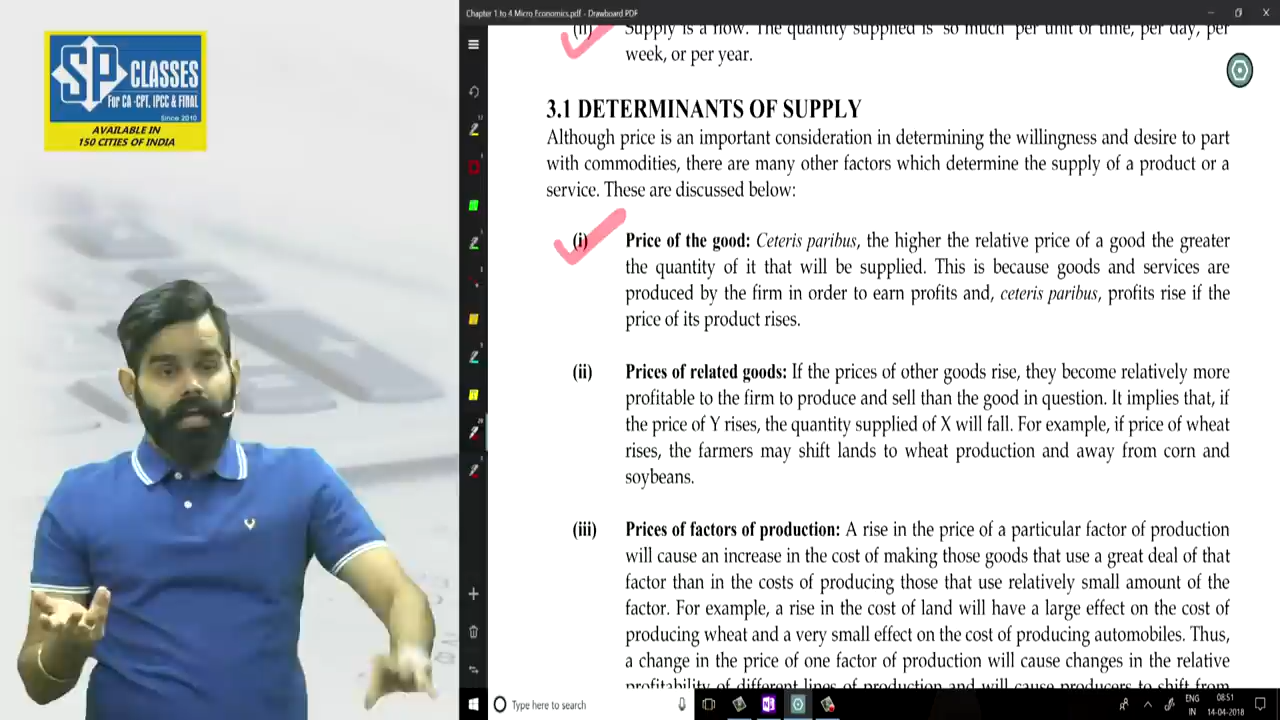 Chapter 1 to 4 Micro Economics.pdf - Drawboard PDF
SP CLASSES
For CA -CPT, IPCC & FINAL
Since 2010
AVAILABLE IN
150 CITIES OF INDIA
(ii) Supply is a flow. The quantity supplied is 'so much' per unit of time, per day, per
week, or per year.
3.1 DETERMINANTS OF SUPPLY
Although price is an important consideration in determining the willingness and desire to part
with commodities, there are many other factors which determine the supply of a product or a
service. These are discussed below:
(i) Price of the good: Ceteris paribus, the higher the relative price of a good the greater
the quantity of it that will be supplied. This is because goods and services are
produced by the firm in order to earn profits and, ceteris paribus, profits rise if the
price of its product rises.
(ii) Prices of related goods: If the prices of other goods rise, they become relatively more
profitable to the firm to produce and sell than the good in question. It implies that, if
the price of Y rises, the quantity supplied of X will fall. For example, if price of wheat
rises, the farmers may shift lands to wheat production and away from corn and
soybeans.
(iii) Prices of factors of production: A rise in the price of a particular factor of production
will cause an increase in the cost of making those goods that use a great deal of that
factor than in the costs of producing those that use relatively small amount of the
factor. For example, a rise in the cost of land will have a large effect on the cost of
producing wheat and a very small effect on the cost of producing automobiles. Thus,
a change in the price of one factor of production will cause changes in the relative
profitability of different lines of production and will cause producers to shift from
Type here to search
ENG
IN
08:51
14-04-2018